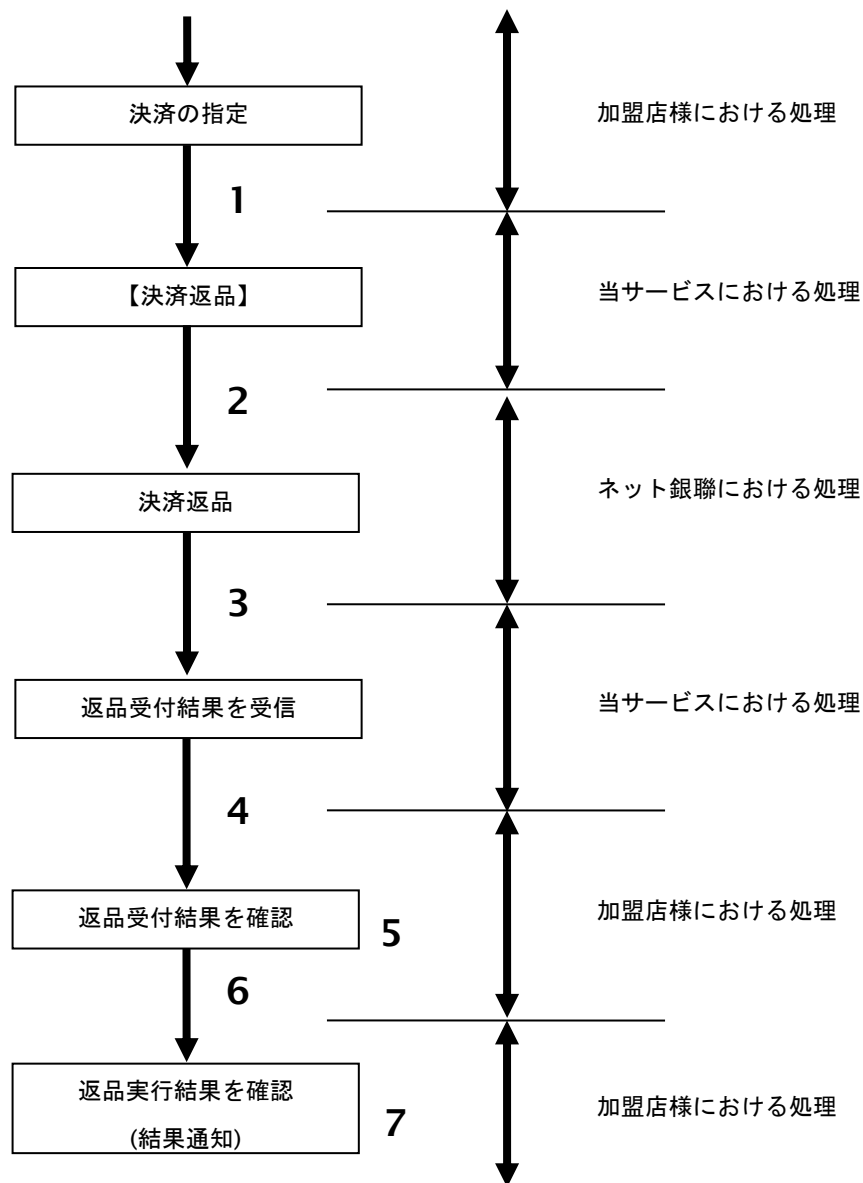 決済の指定
加盟店様における処理
1
【決済返品】
当サービスにおける処理
2
決済返品
ネット銀聯における処理
3
返品受付結果を受信
当サービスにおける処理
4
返品受付結果を確認
5
加盟店様における処理
6
返品実行結果を確認
(結果通知)
7
加盟店様における処理